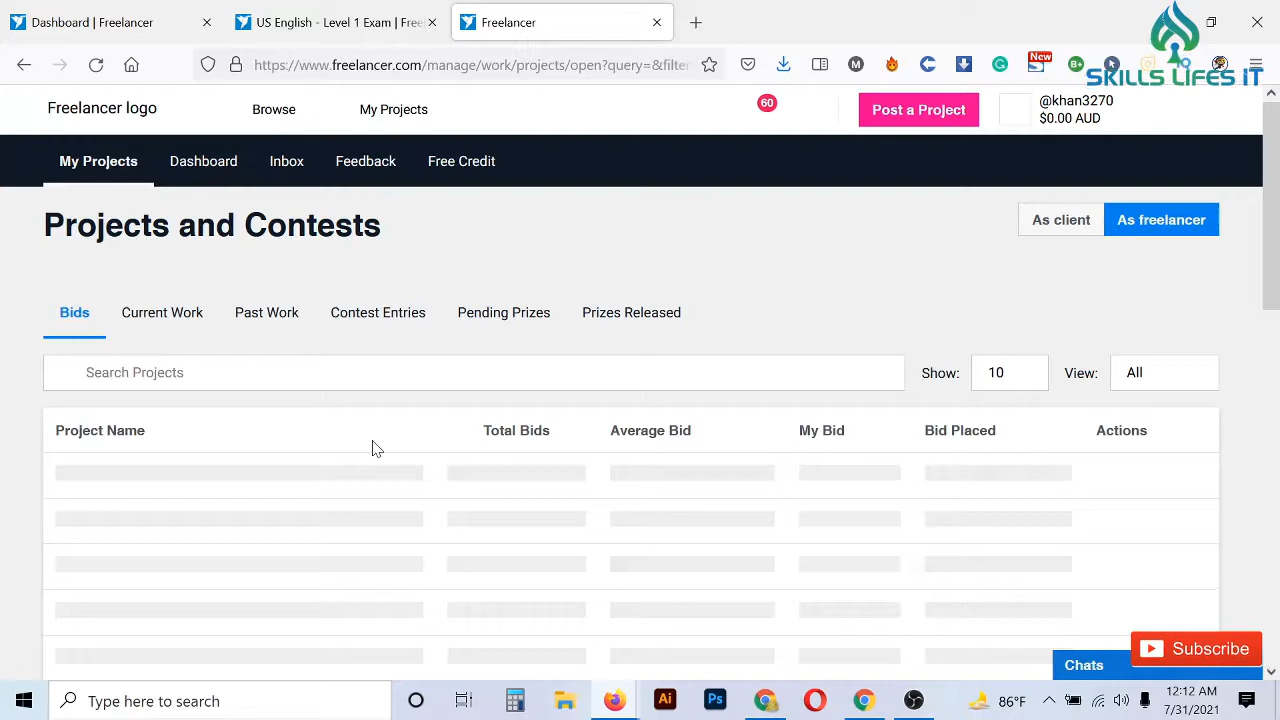 Dashboard | Freelancer
US English - Level 1 Exam | Free
Freelancer
SKILLS LIFES IT
https://www.freelancer.com/manage/work/projects/open?query=&filter
M
New
B+
Freelancer logo
Browse
My Projects
60
Post a Project
@khan3270
$0.00 AUD
My Projects
Dashboard
Inbox
Feedback
Free Credit
Projects and Contests
As client
As freelancer
Bids
Current Work
Past Work
Contest Entries
Pending Prizes
Prizes Released
Search Projects
Show:
10
View:
All
Project Name
Total Bids
Average Bid
My Bid
Bid Placed
Actions
Subscribe
Chats
Type here to search
Ai
Ps
86°F
12:12 AM
7/31/2021